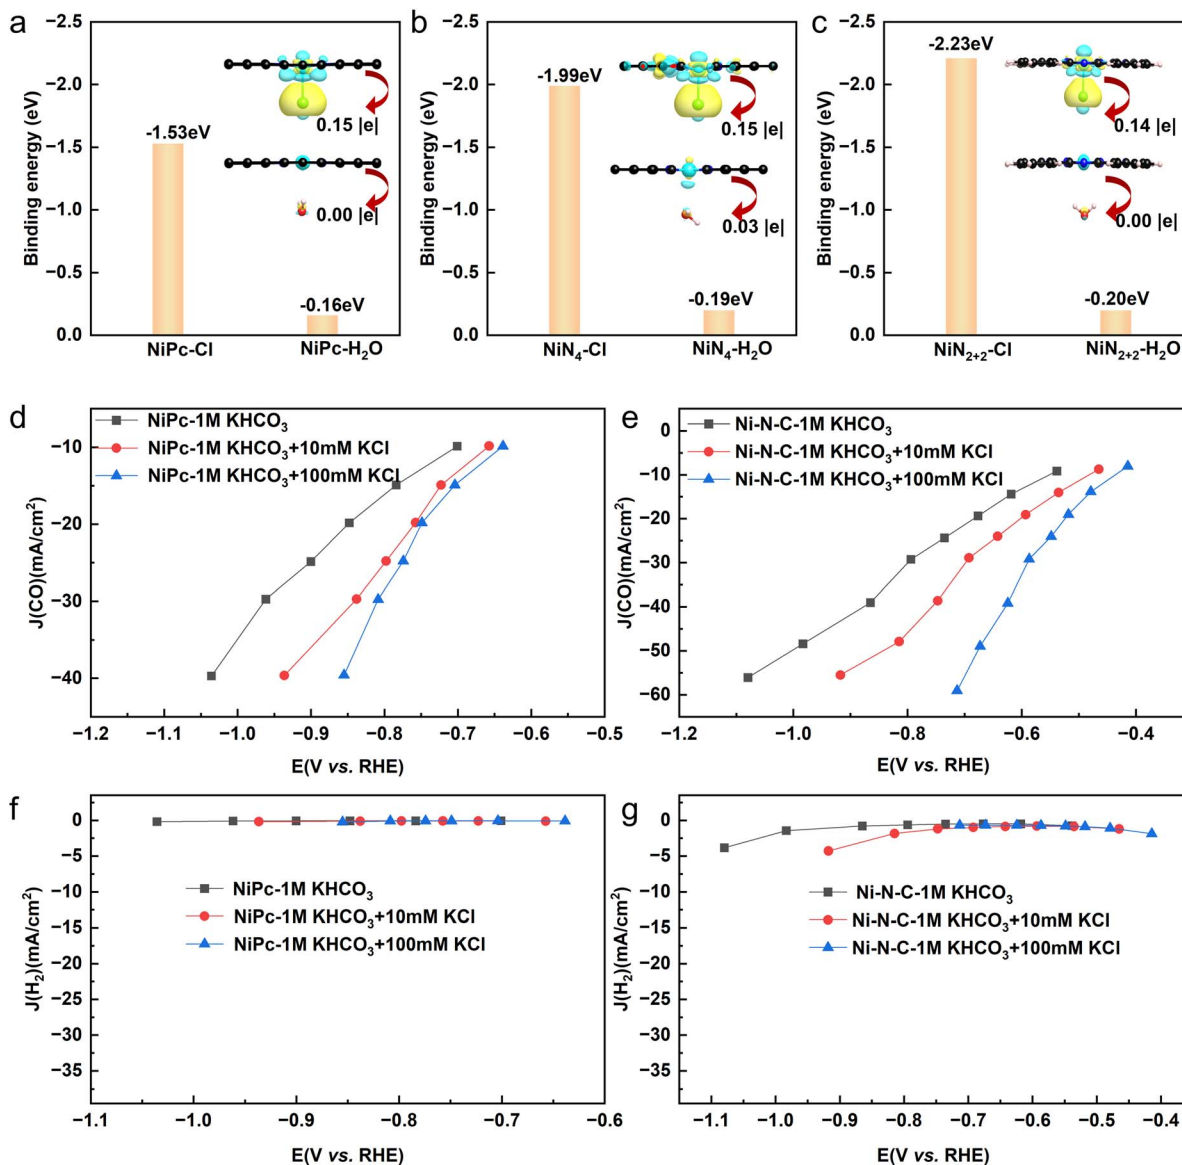 a
−2.5
−2.0
−1.5
−1.0
−0.5
0.0
Binding energy (eV)
-1.53eV
-0.16eV
0.15 |e|
0.00 |e|
NiPc-Cl
NiPc-H₂O
b
−2.5
−2.0
−1.5
−1.0
−0.5
0.0
Binding energy (eV)
-1.99eV
-0.19eV
0.15 |e|
0.03 |e|
NiN₄-Cl
NiN₄-H₂O
c
−2.5
−2.0
−1.5
−1.0
−0.5
0.0
Binding energy (eV)
-2.23eV
-0.20eV
0.14 |e|
0.00 |e|
NiN₂₊₂-Cl
NiN₂₊₂-H₂O
d
NiPc-1M KHCO₃
NiPc-1M KHCO₃+10mM KCl
NiPc-1M KHCO₃+100mM KCl
−10
−20
−30
−40
J(CO)(mA/cm²)
−1.2
−1.1
−1.0
−0.9
−0.8
−0.7
−0.6
−0.5
E(V vs. RHE)
e
Ni-N-C-1M KHCO₃
Ni-N-C-1M KHCO₃+10mM KCl
Ni-N-C-1M KHCO₃+100mM KCl
0
−10
−20
−30
−40
−50
−60
J(CO)(mA/cm²)
−1.2
−1.0
−0.8
−0.6
−0.4
E(V vs. RHE)
f
0
−5
−10
−15
−20
−25
−30
−35
J(H₂)(mA/cm²)
NiPc-1M KHCO₃
NiPc-1M KHCO₃+10mM KCl
NiPc-1M KHCO₃+100mM KCl
−1.1
−1.0
−0.9
−0.8
−0.7
−0.6
E(V vs. RHE)
g
0
−5
−10
−15
−20
−25
−30
−35
J(H₂)(mA/cm²)
Ni-N-C-1M KHCO₃
Ni-N-C-1M KHCO₃+10mM KCl
Ni-N-C-1M KHCO₃+100mM KCl
−1.1
−1.0
−0.9
−0.8
−0.7
−0.6
−0.5
−0.4
E(V vs. RHE)